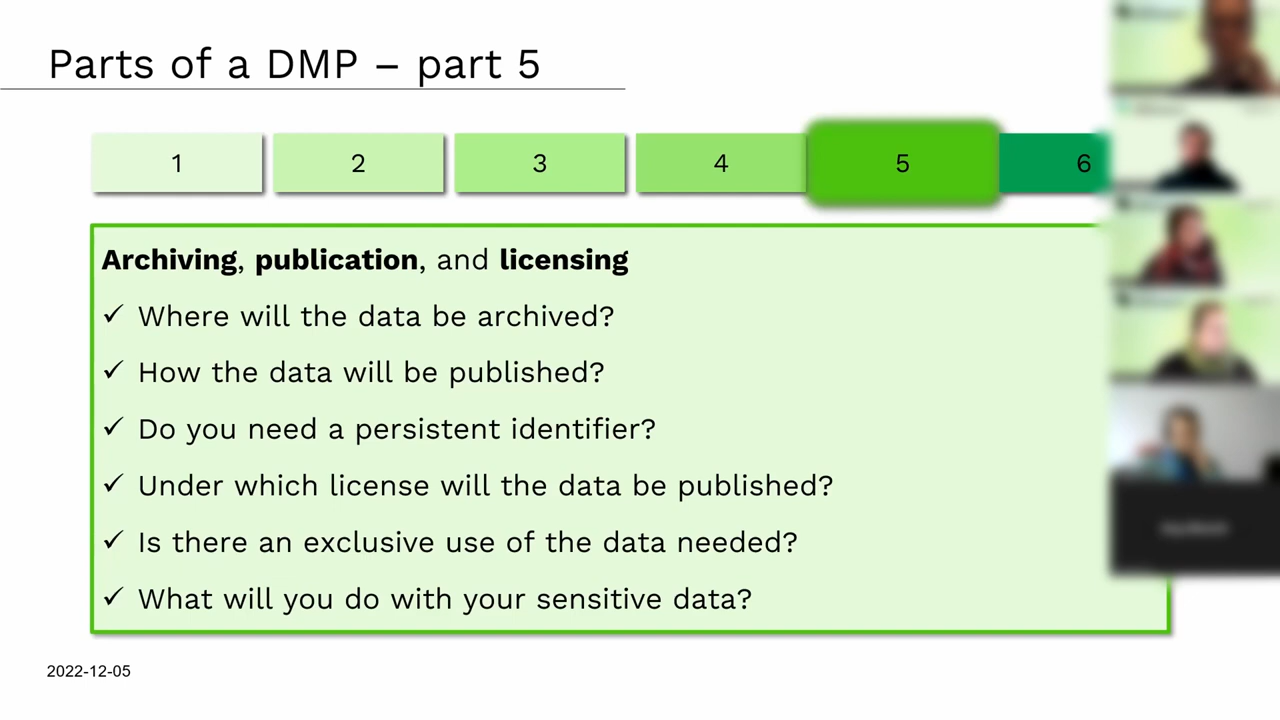 Parts of a DMP – part 5
1 2 3 4 5 6
Archiving, publication, and licensing
✓ Where will the data be archived?
✓ How the data will be published?
✓ Do you need a persistent identifier?
✓ Under which license will the data be published?
✓ Is there an exclusive use of the data needed?
✓ What will you do with your sensitive data?
2022-12-05